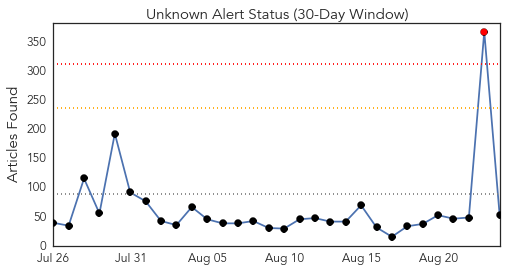 Unknown Alert Status (30-Day Window)
Articles Found
350
300
250
200
150
100
50
0
Jul 26
Jul 31
Aug 05
Aug 10
Aug 15
Aug 20